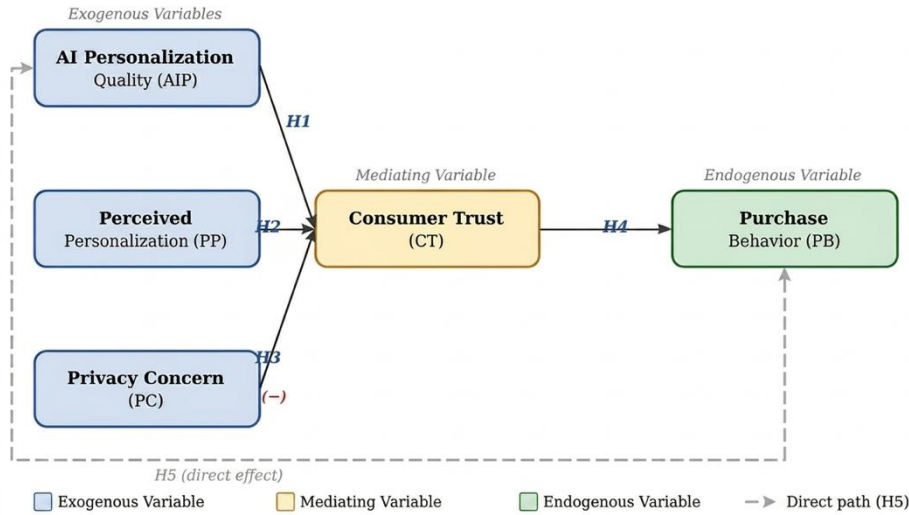 Exogenous Variables
AI Personalization
Quality (AIP)
H1
Mediating Variable
Endogenous Variable
Perceived
Personalization (PP)
H2
Consumer Trust
(CT)
H4
Purchase
Behavior (PB)
H3
Privacy Concern
(PC)
(−)
H5 (direct effect)
Exogenous Variable
Mediating Variable
Endogenous Variable
Direct path (H5)